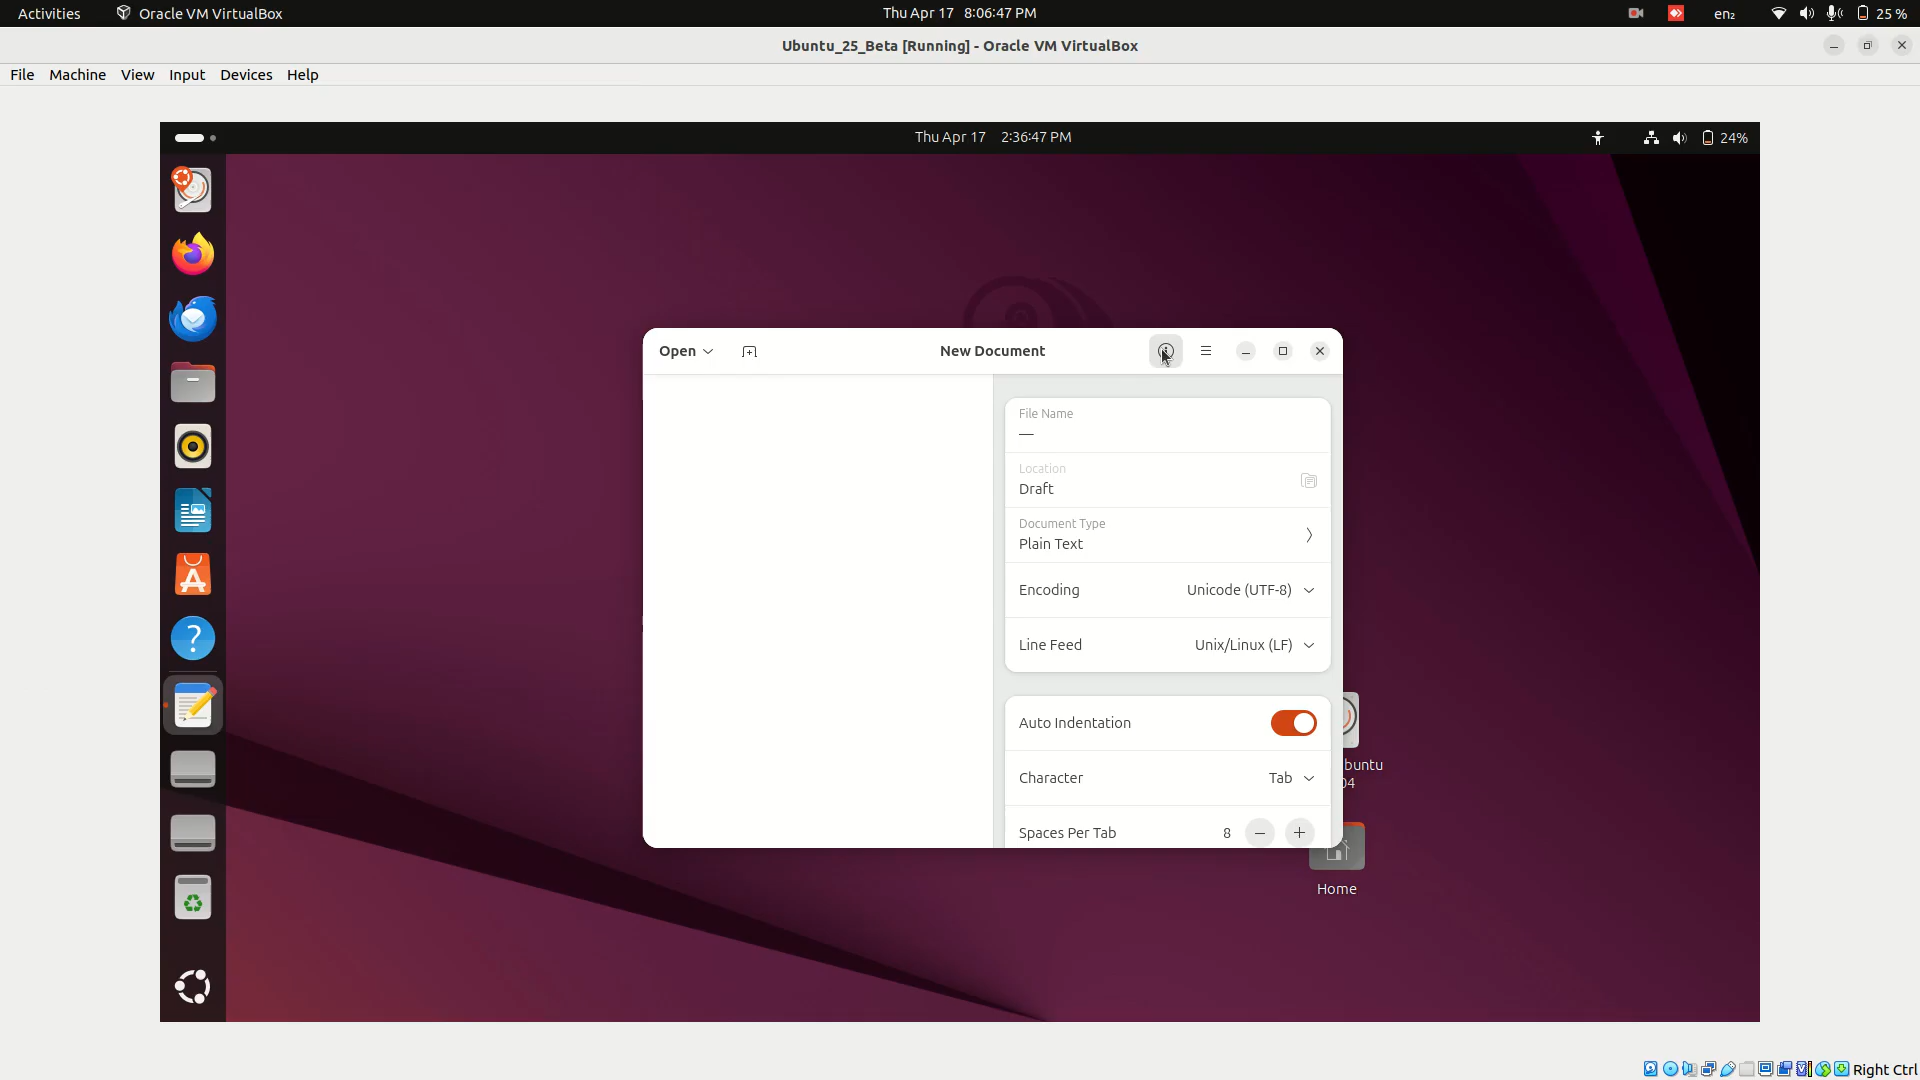 Activities Oracle VM VirtualBox Thu Apr 17 8:06:47 PM en₂ 25 %
Ubuntu_25_Beta [Running] - Oracle VM VirtualBox
File Machine View Input Devices Help
Thu Apr 17 2:36:47 PM 24%
Open New Document
File Name
—
Location
Draft
Document Type
Plain Text
Encoding Unicode (UTF-8)
Line Feed Unix/Linux (LF)
Auto Indentation
Character Tab
buntu
04
Spaces Per Tab 8
Home
Right Ctrl